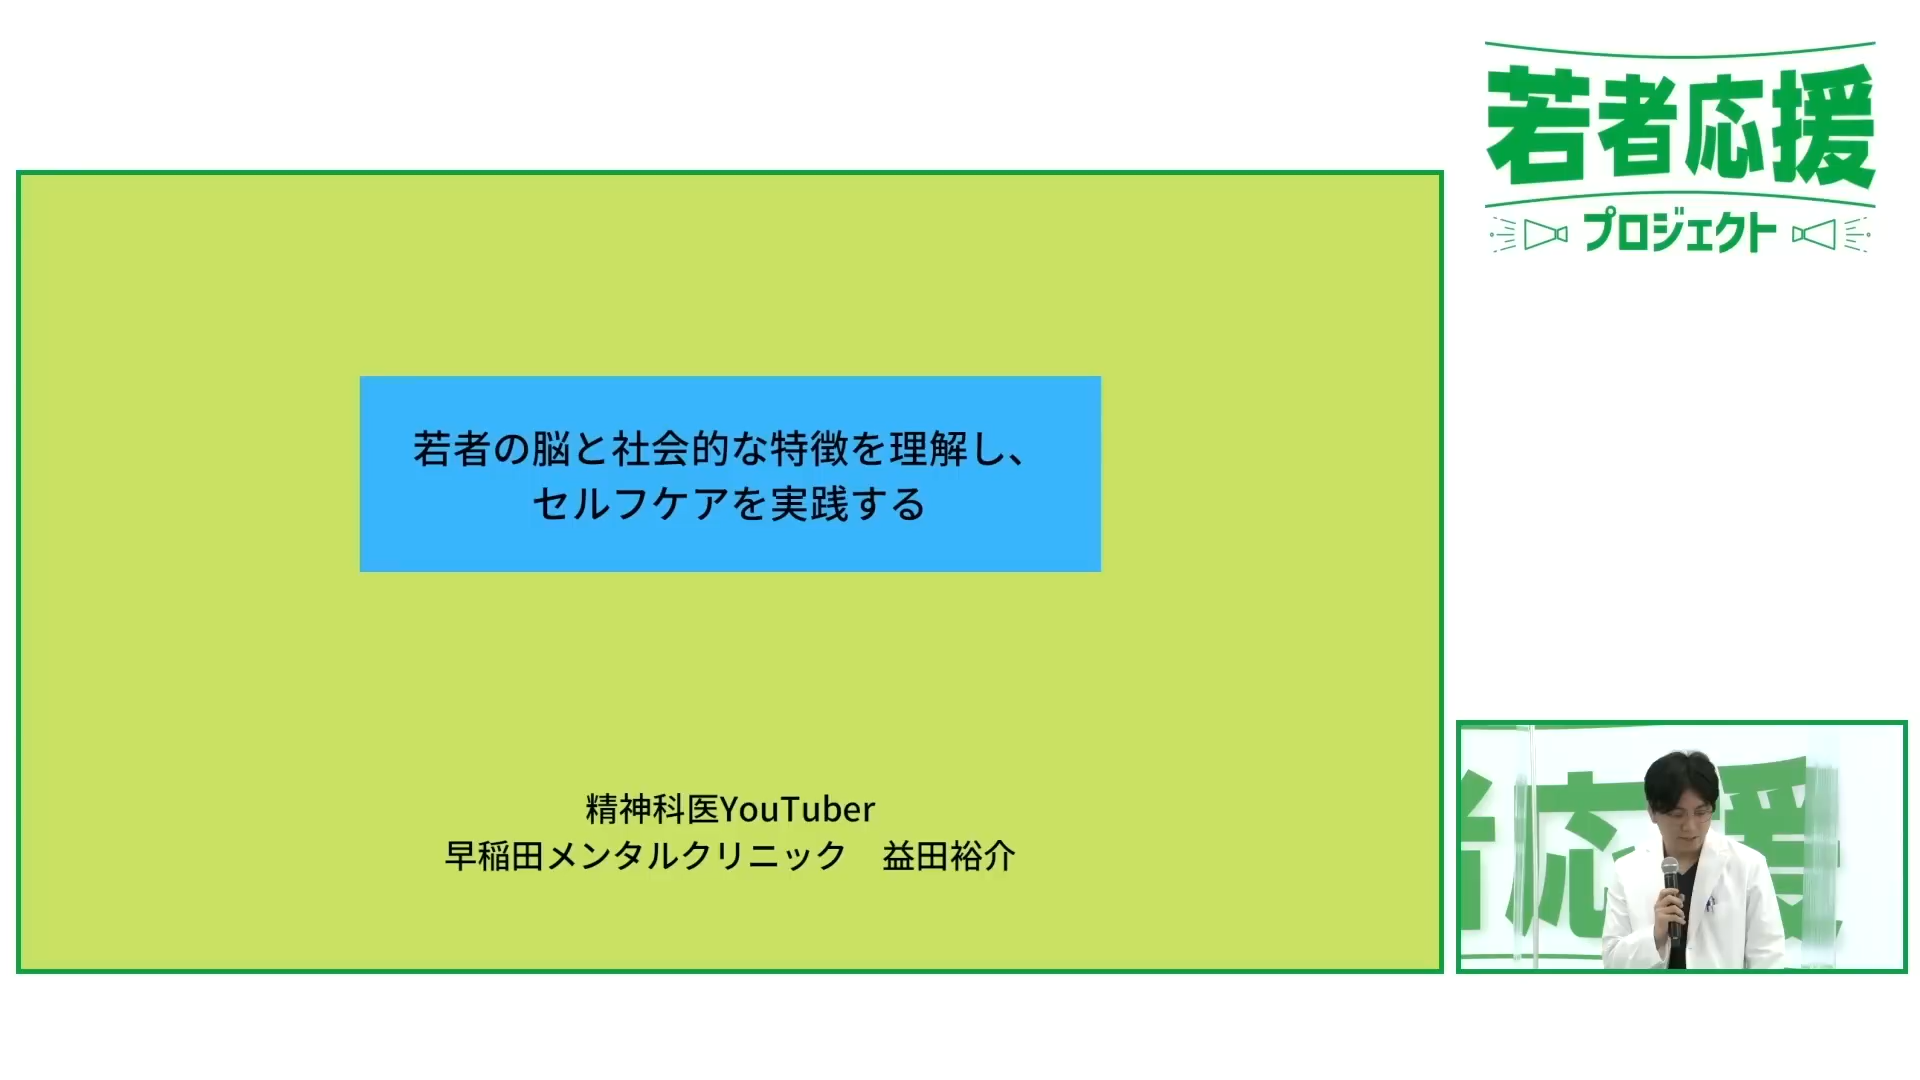 若者応援
プロジェクト
若者の脳と社会的な特徴を理解し、
セルフケアを実践する
精神科医YouTuber
早稲田メンタルクリニック　益田裕介
者応援